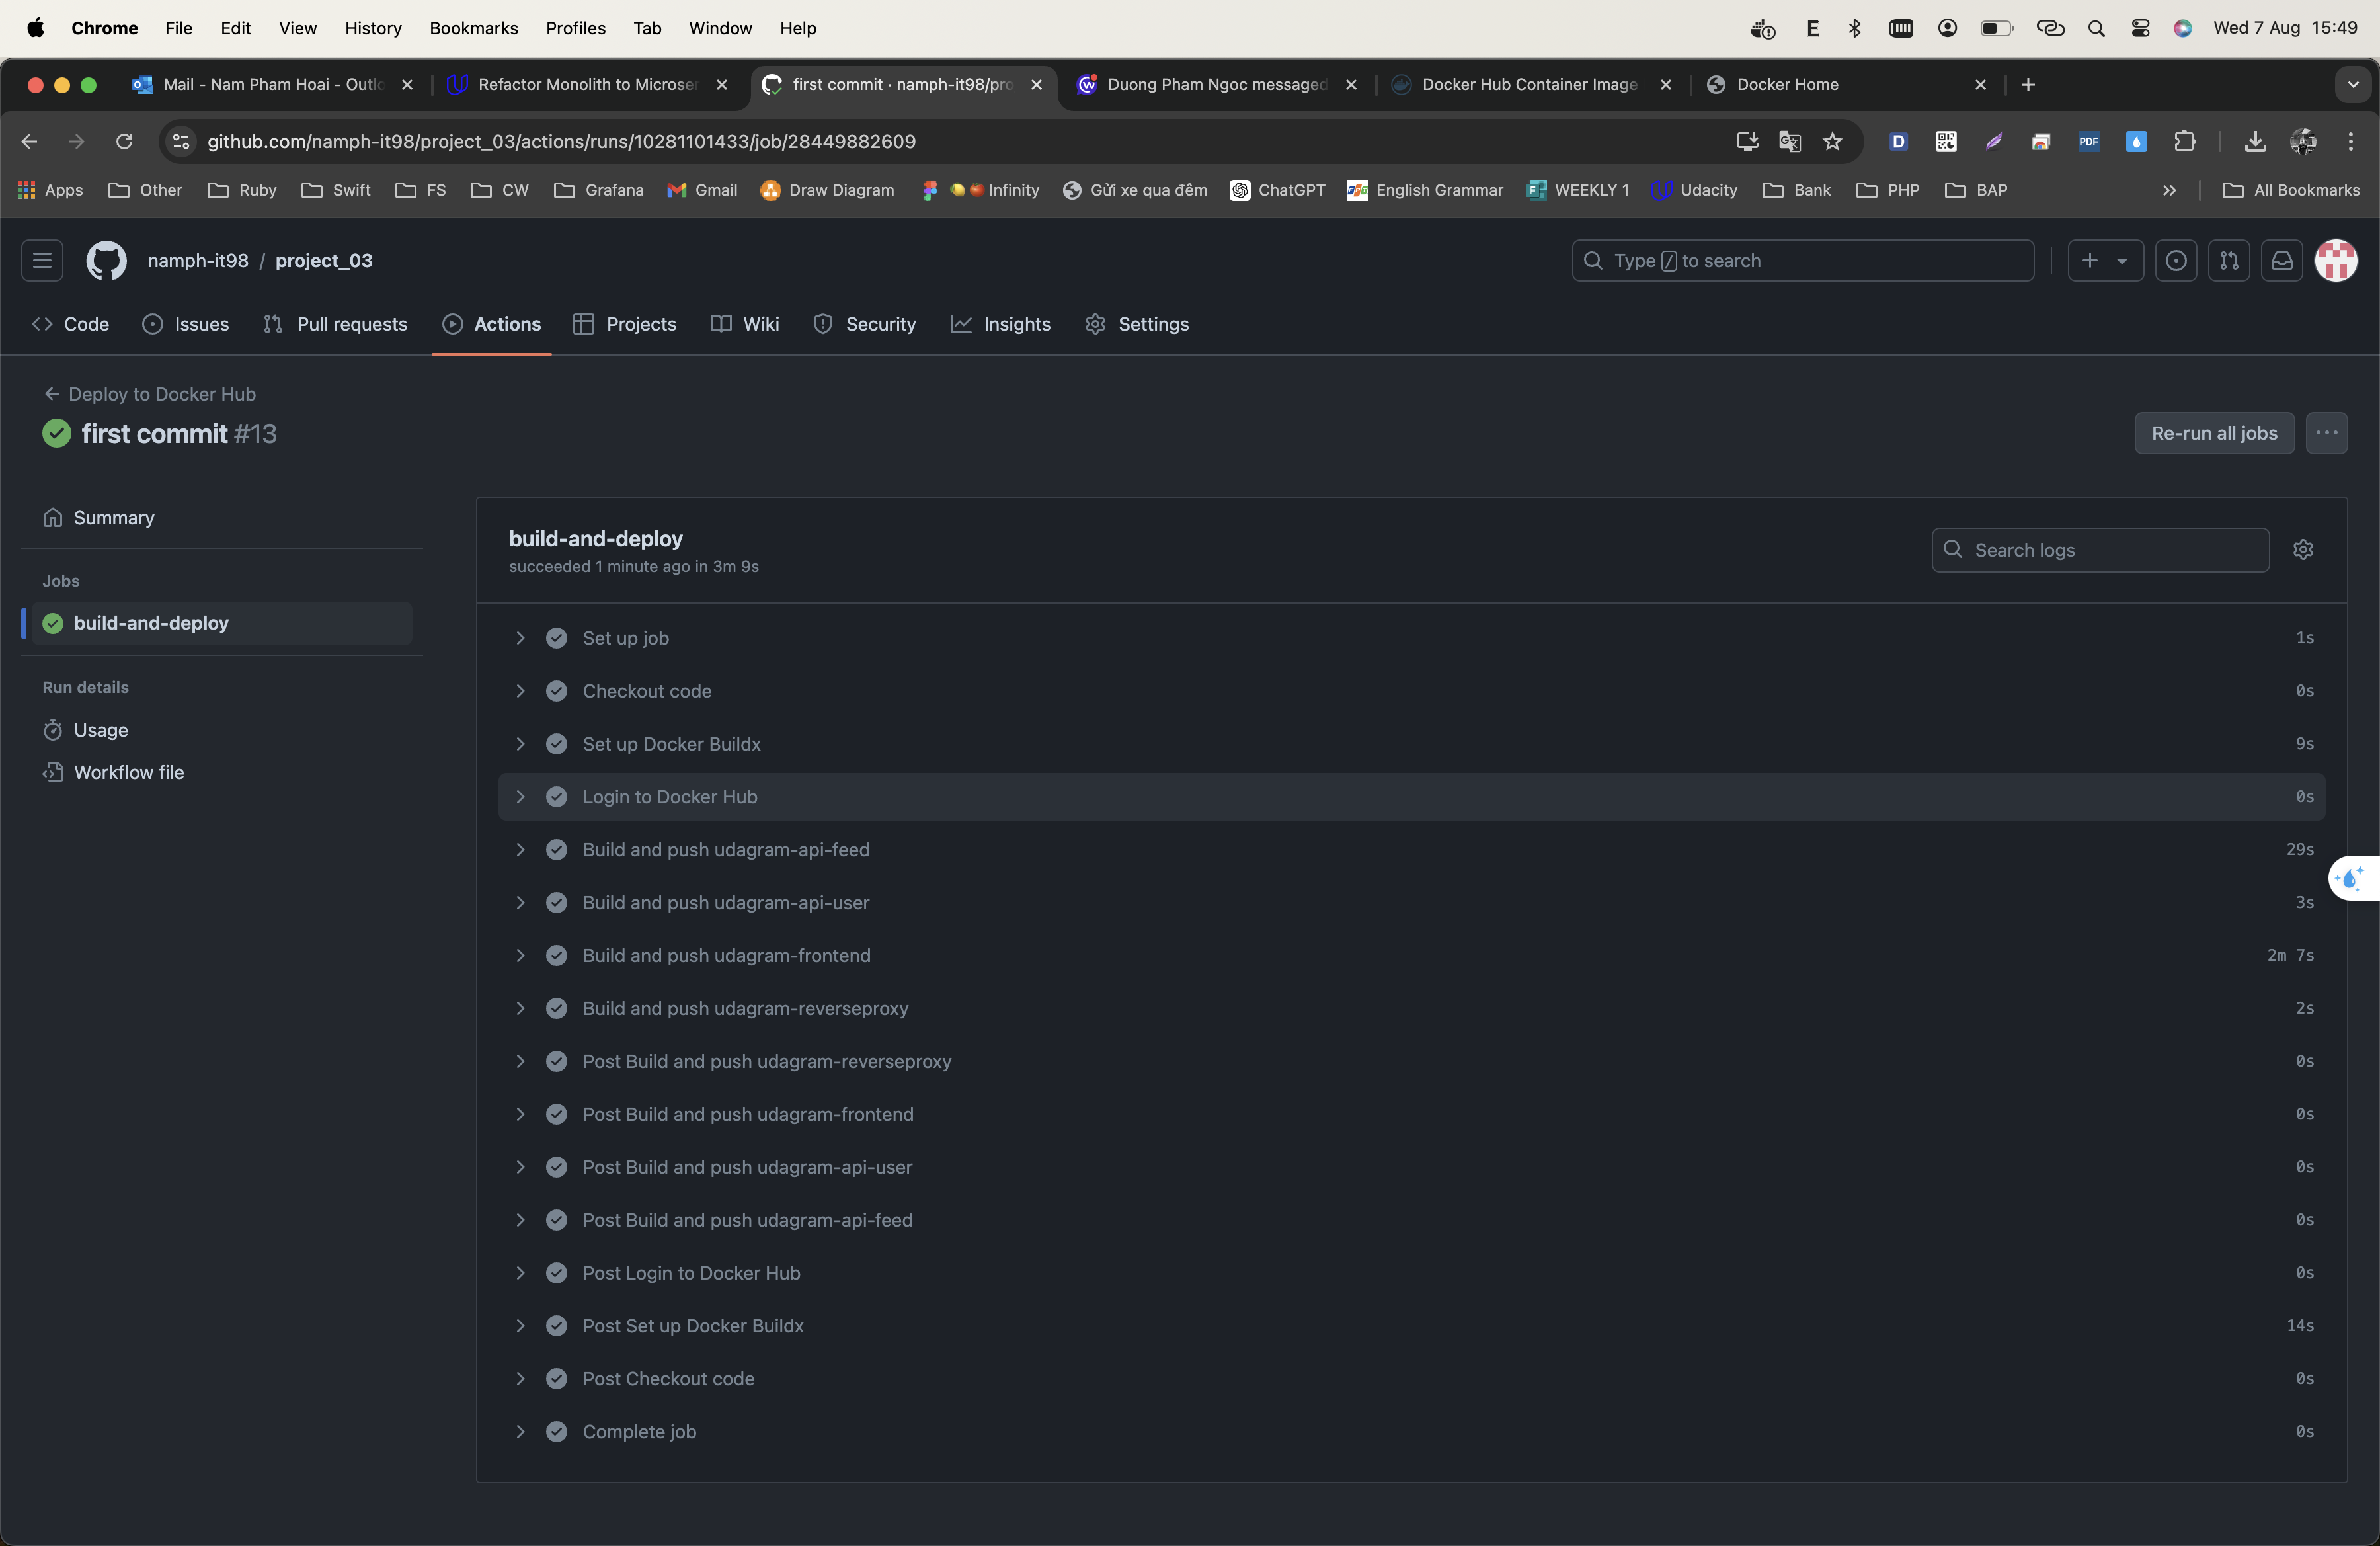 Chrome File Edit View History Bookmarks Profiles Tab Window Help E Wed 7 Aug 15:49
Mail - Nam Pham Hoai - Outlo Refactor Monolith to Microser first commit · namph-it98/pro Duong Pham Ngoc messaged Docker Hub Container Image Docker Home
github.com/namph-it98/project_03/actions/runs/10281101433/job/28449882609 D PDF
Apps Other Ruby Swift FS CW Grafana Gmail Draw Diagram Infinity Gửi xe qua đêm ChatGPT English Grammar WEEKLY 1 Udacity Bank PHP BAP » All Bookmarks
namph-it98 / project_03 Type / to search
Code Issues Pull requests Actions Projects Wiki Security Insights Settings
Deploy to Docker Hub
first commit #13 Re-run all jobs
Summary
Jobs
build-and-deploy
Run details
Usage
Workflow file
build-and-deploy
succeeded 1 minute ago in 3m 9s
Search logs
Set up job 1s
Checkout code 0s
Set up Docker Buildx 9s
Login to Docker Hub 0s
Build and push udagram-api-feed 29s
Build and push udagram-api-user 3s
Build and push udagram-frontend 2m 7s
Build and push udagram-reverseproxy 2s
Post Build and push udagram-reverseproxy 0s
Post Build and push udagram-frontend 0s
Post Build and push udagram-api-user 0s
Post Build and push udagram-api-feed 0s
Post Login to Docker Hub 0s
Post Set up Docker Buildx 14s
Post Checkout code 0s
Complete job 0s